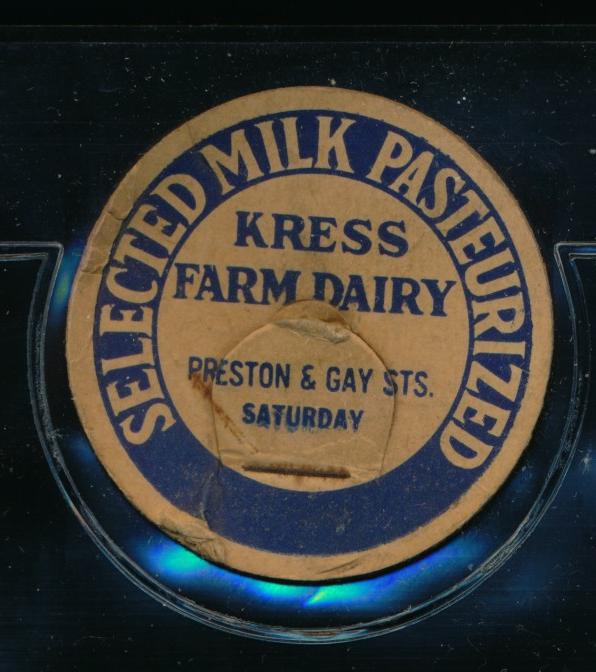 SELECTED MILK PASTEURIZED
KRESS
FARM DAIRY
PRESTON & GAY STS.
SATURDAY